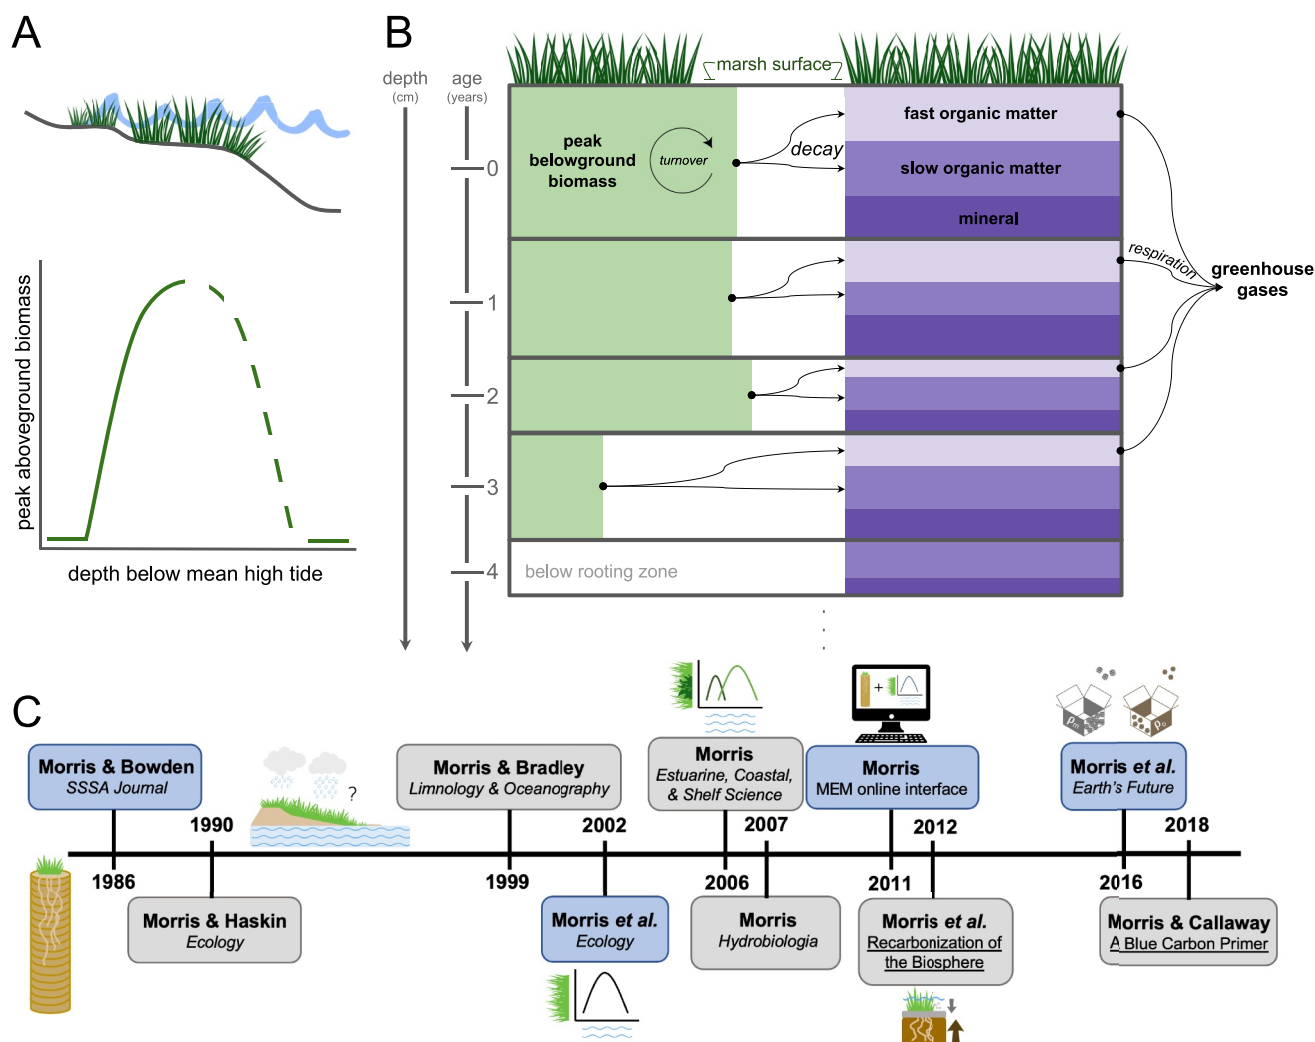 A
peak aboveground biomass
depth below mean high tide
B
depth
(cm)
age
(years)
marsh surface
0
1
2
3
4
peak
belowground
biomass
turnover
decay
fast organic matter
slow organic matter
mineral
respiration
greenhouse
gases
below rooting zone
C
Morris & Bowden
SSSA Journal
1986
1990
Morris & Haskin
Ecology
?
Morris & Bradley
Limnology & Oceanography
1999
2002
Morris et al.
Ecology
Morris
Estuarine, Coastal,
& Shelf Science
2006
2007
Morris
Hydrobiologia
+
Morris
MEM online interface
2011
2012
Morris et al.
Recarbonization of
the Biosphere
ρm
ρo
Morris et al.
Earth's Future
2016
2018
Morris & Callaway
A Blue Carbon Primer